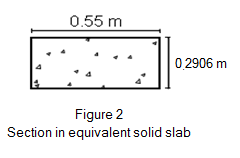 0.55 m
0.2906 m
Figure 2
Section in equivalent solid slab